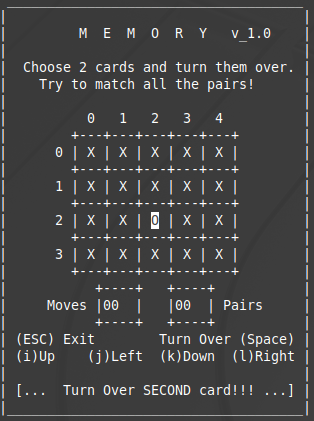 M E M O R Y v_1.0
Choose 2 cards and turn them over.
Try to match all the pairs!
0 1 2 3 4
+---+---+---+---+---+
0 | X | X | X | X | X |
+---+---+---+---+---+
1 | X | X | X | X | X |
+---+---+---+---+---+
2 | X | X | O | X | X |
+---+---+---+---+---+
3 | X | X | X | X | X |
+---+---+---+---+---+
+----+ +----+
Moves |00 | |00 | Pairs
+----+ +----+
(ESC) Exit Turn Over (Space)
(i)Up (j)Left (k)Down (l)Right
[... Turn Over SECOND card!!! ...]